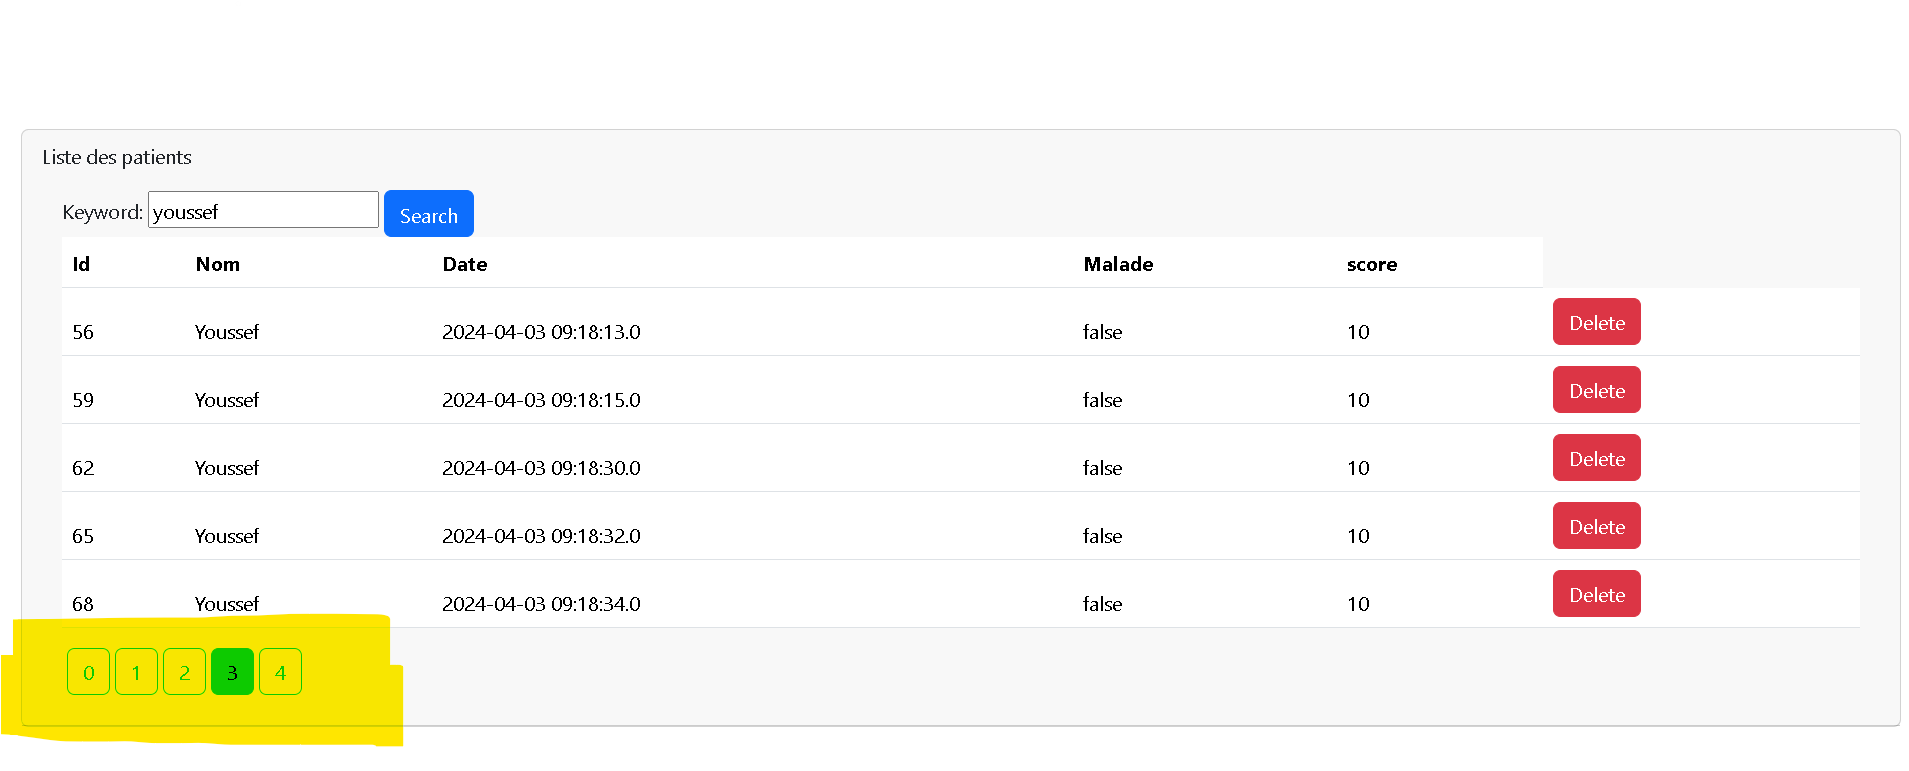 Liste des patients
Keyword: youssef Search
Id Nom Date Malade score
56 Youssef 2024-04-03 09:18:13.0 false 10 Delete
59 Youssef 2024-04-03 09:18:15.0 false 10 Delete
62 Youssef 2024-04-03 09:18:30.0 false 10 Delete
65 Youssef 2024-04-03 09:18:32.0 false 10 Delete
68 Youssef 2024-04-03 09:18:34.0 false 10 Delete
0 1 2 3 4